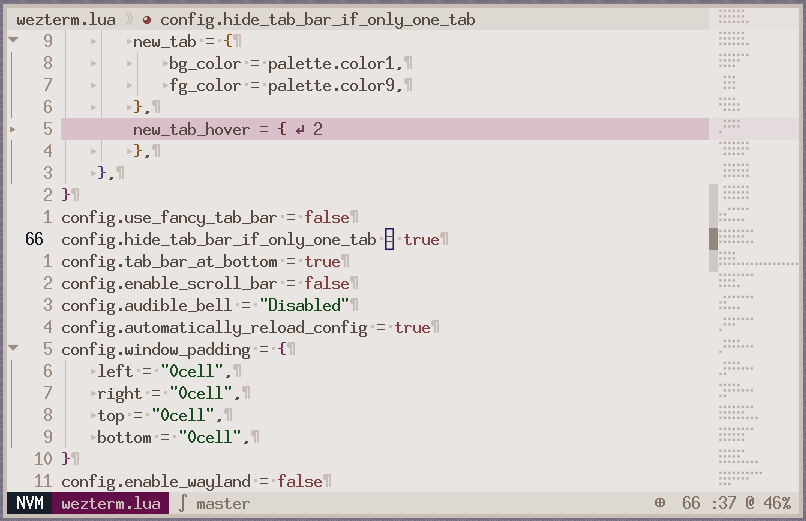 wezterm.lua » config.hide_tab_bar_if_only_one_tab
9 new_tab = {¶
8 bg_color = palette.color1,¶
7 fg_color = palette.color9,¶
6 },¶
5 new_tab_hover = { ↲ 2
4 },¶
3 },¶
2 }¶
1 config.use_fancy_tab_bar = false¶
66 config.hide_tab_bar_if_only_one_tab = true¶
1 config.tab_bar_at_bottom = true¶
2 config.enable_scroll_bar = false¶
3 config.audible_bell = "Disabled"¶
4 config.automatically_reload_config = true¶
5 config.window_padding = {¶
6 left = "0cell",¶
7 right = "0cell",¶
8 top = "0cell",¶
9 bottom = "0cell",¶
10 }¶
11 config.enable_wayland = false¶
NVM wezterm.lua ∫ master ⊕ 66 :37 @ 46%